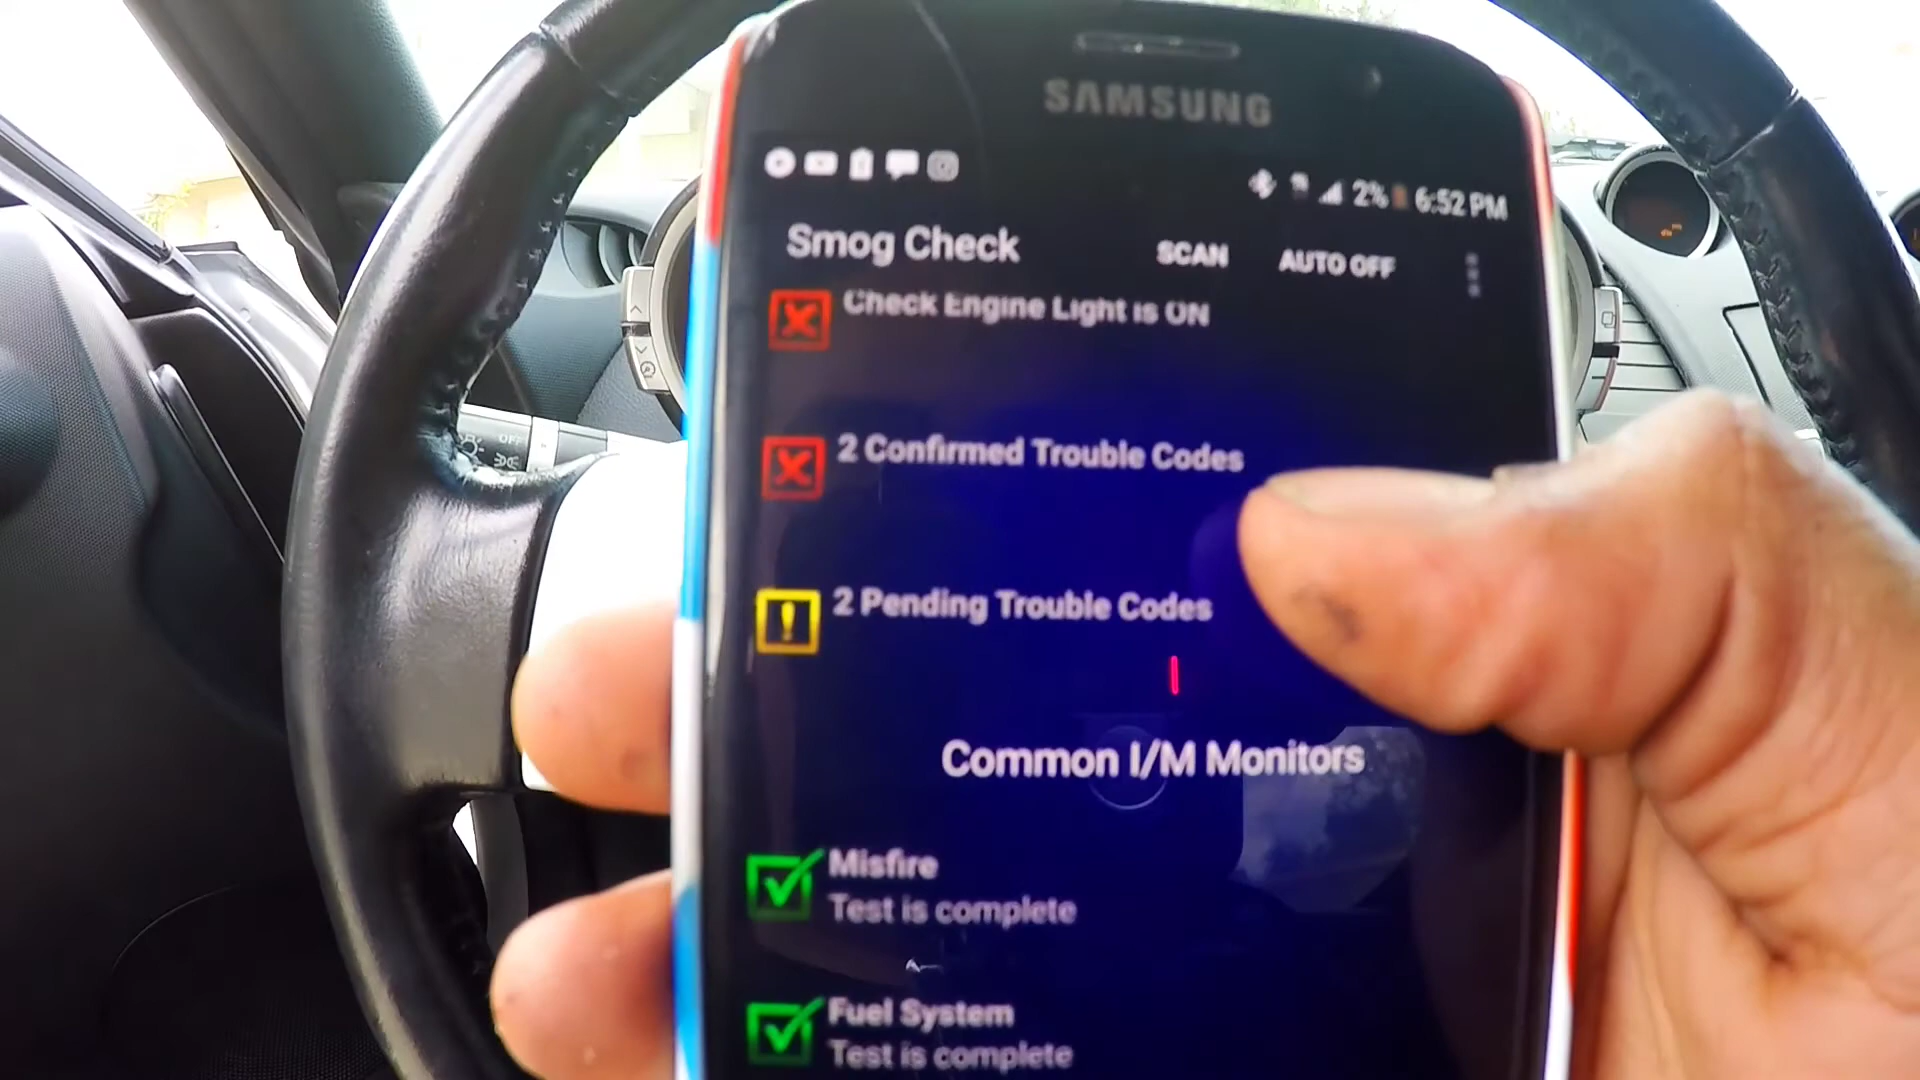 SAMSUNG
2% 6:52 PM
Smog Check SCAN AUTO OFF
Check Engine Light is ON
2 Confirmed Trouble Codes
2 Pending Trouble Codes
Common I/M Monitors
Misfire
Test is complete
Fuel System
Test is complete
OFF